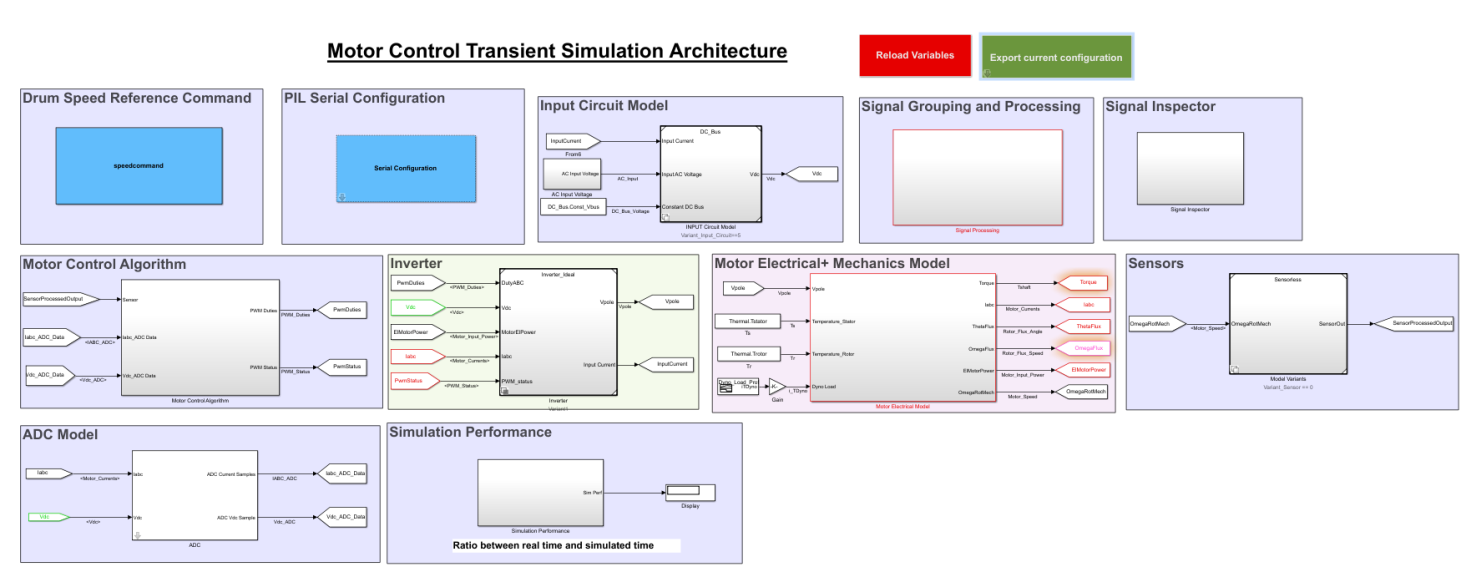 Motor Control Transient Simulation Architecture
Reload Variables
Export current configuration
Drum Speed Reference Command
speedcommand
PIL Serial Configuration
Serial Configuration
Input Circuit Model
DC_Bus
InputCurrent
From6
Input Current
AC Input Voltage
AC Input Voltage
AC_Input
Input AC Voltage
Vdc
Vdc
Vdc
DC_Bus.Const_Vbus
DC_Bus_Voltage
Constant DC Bus
INPUT Circuit Model
Variant_Input_Circuit==5
Signal Grouping and Processing
Signal Processing
Signal Inspector
Signal Inspector
Motor Control Algorithm
SensorProcessedOutput
Sensor
PWM Duties
PWM_Duties
PwmDuties
Iabc_ADC_Data
<IABC_ADC>
Iabc_ADC Data
Vdc_ADC_Data
<Vdc_ADC>
Vdc_ADC Data
PWM Status
PWM_Status
PwmStatus
Motor Control Algorithm
Inverter
Inverter_Ideal
PwmDuties
<PWM_Duties>
DutyABC
Vdc
<Vdc>
Vdc
Vpole
Vpole
Vpole
ElMotorPower
<Motor_Input_Power>
MotorElPower
Iabc
<Motor_Currents>
Iabc
Input Current
InputCurrent
PwmStatus
<PWM_Status>
PWM_status
Inverter
Variant1
Motor Electrical+ Mechanics Model
Vpole
Vpole
Vpole
Thermal.Tstator
Ts
Ts
Temperature_Stator
Thermal.Trotor
Tr
Tr
Temperature_Rotor
Gain
Dyno Load
Torque
Tshaft
Torque
Iabc
Motor_Currents
Iabc
ThetaFlux
Rotor_Flux_Angle
ThetaFlux
OmegaFlux
Rotor_Flux_Speed
OmegaFlux
ElMotorPower
Motor_Input_Power
ElMotorPower
OmegaRotMech
Motor_Speed
OmegaRotMech
Motor Electrical Model
Sensors
Sensorless
OmegaRotMech
<Motor_Speed>
OmegaRotMech
SensorOut
SensorProcessedOutput
Model Variants
Variant_Sensor == 0
ADC Model
Iabc
<Motor_Currents>
Iabc
ADC Current Samples
IABC_ADC
Iabc_ADC_Data
Vdc
<Vdc>
Vdc
ADC Vdc Sample
Vdc_ADC
Vdc_ADC_Data
ADC
Simulation Performance
Sim Perf
Display
Simulation Performance
Ratio between real time and simulated time